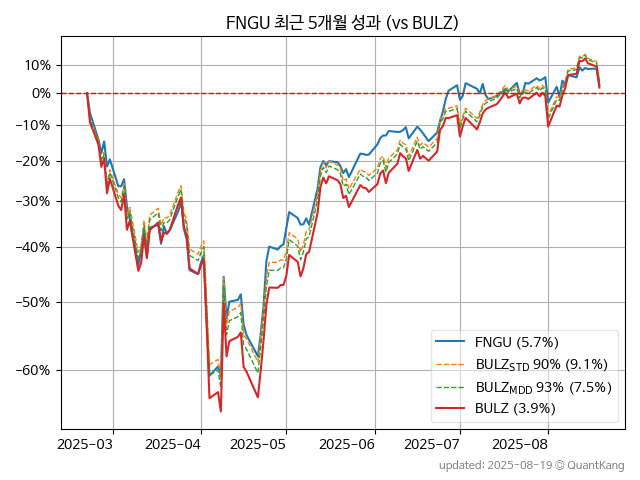 FNGU 최근 5개월 성과 (vs BULZ)
10%
0%
-10%
-20%
-30%
-40%
-50%
-60%
2025-03 2025-04 2025-05 2025-06 2025-07 2025-08
FNGU (5.7%)
BULZSTD 90% (9.1%)
BULZMDD 93% (7.5%)
BULZ (3.9%)
updated: 2025-08-19 © QuantKang